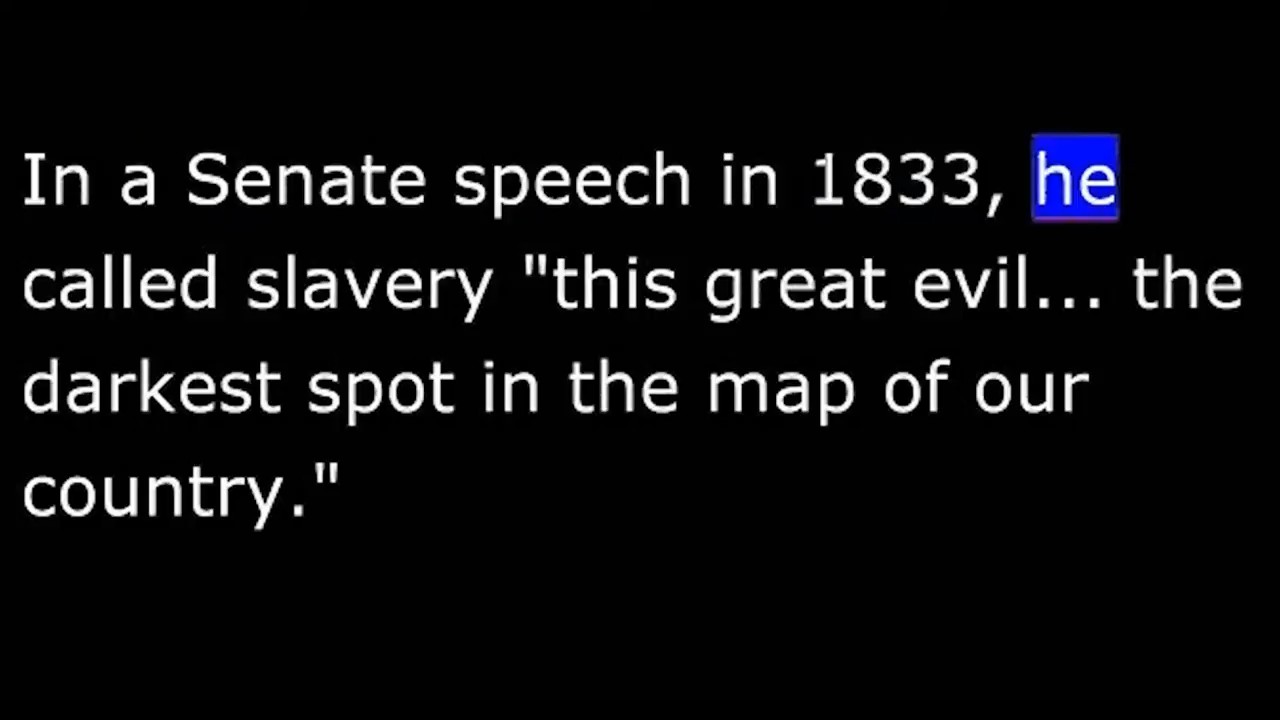 In a Senate speech in 1833, he
called slavery "this great evil... the
darkest spot in the map of our
country."